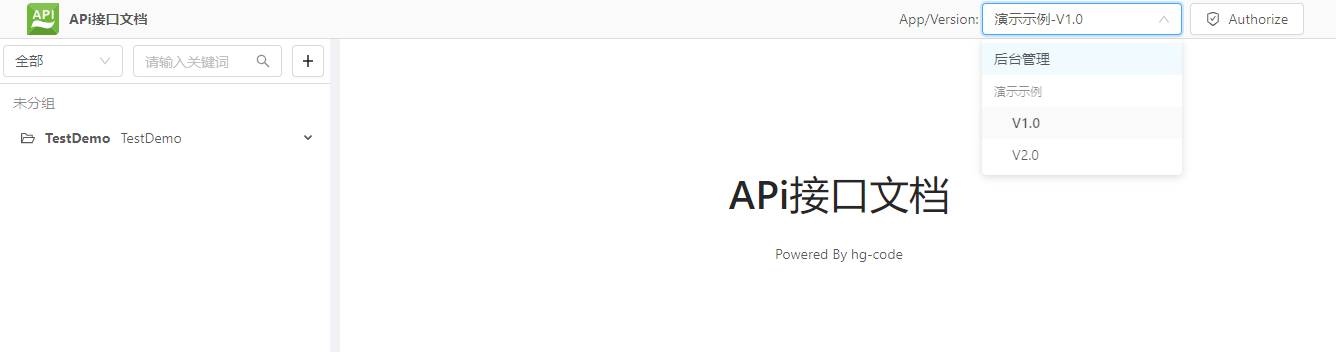 API APi接口文档
App/Version: 演示示例-V1.0 Authorize
全部 请输入关键词 +
后台管理
演示示例
未分组
V1.0
TestDemo TestDemo
V2.0
APi接口文档
Powered By hg-code